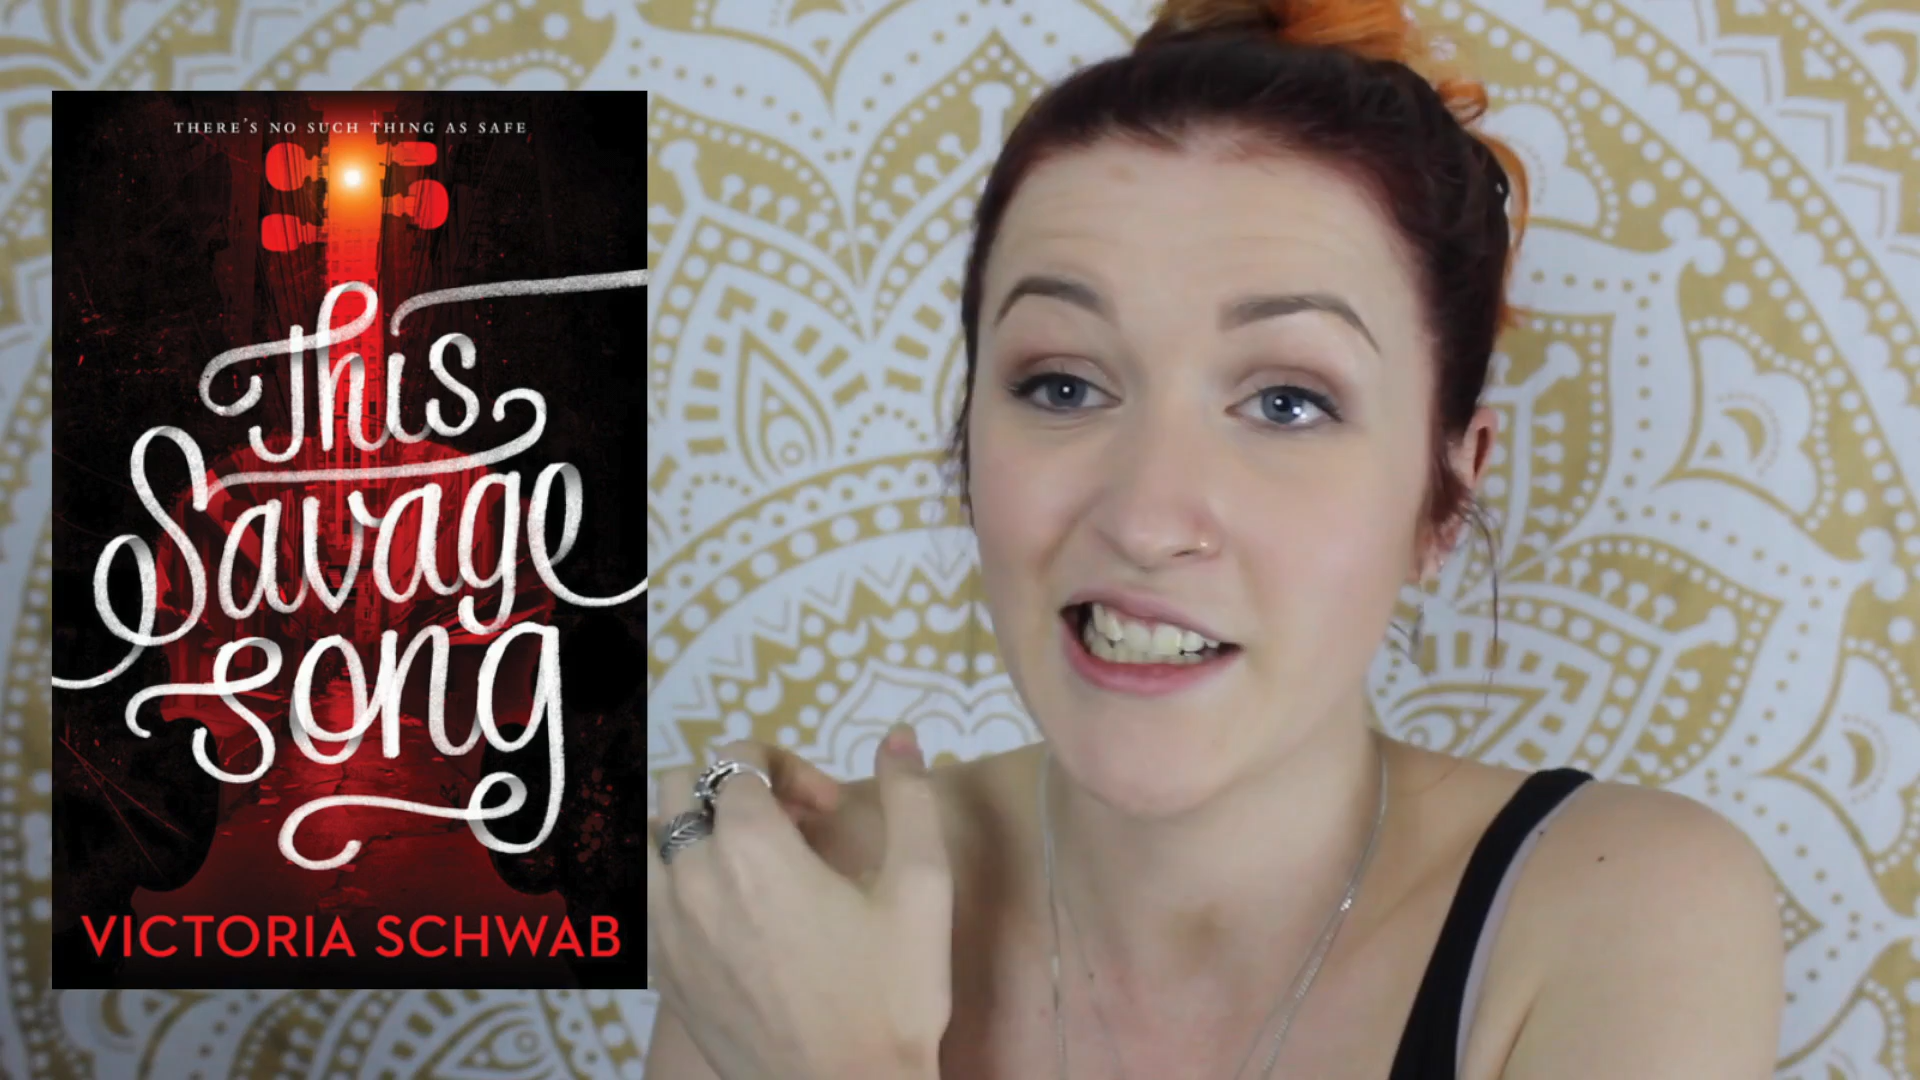 THERE'S NO SUCH THING AS SAFE
This
Savage
Song
VICTORIA SCHWAB